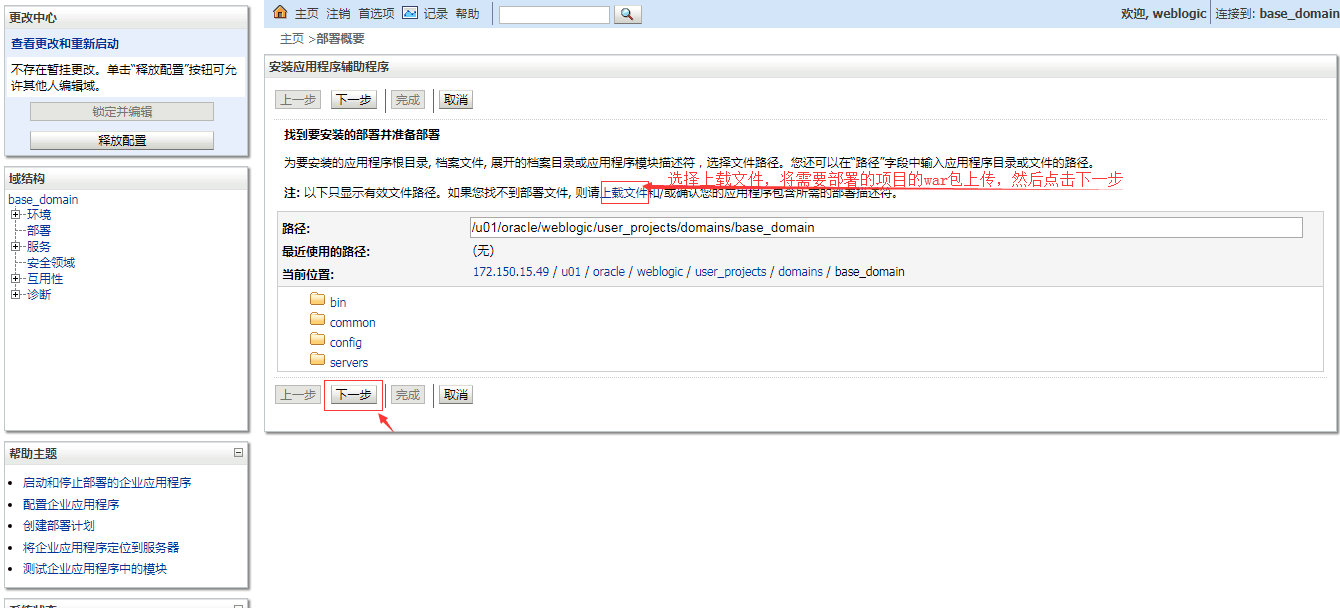 更改中心
查看更改和重新启动
不存在暂挂更改。单击“释放配置”按钮可允
许其他人编辑域。
锁定并编辑
释放配置
域结构
base_domain
环境
部署
服务
安全领域
互用性
诊断
帮助主题
启动和停止部署的企业应用程序
配置企业应用程序
创建部署计划
将企业应用程序定位到服务器
测试企业应用程序中的模块
主页 注销 首选项 记录 帮助
欢迎, weblogic 连接到: base_domain
主页 >部署概要
安装应用程序辅助程序
上一步 下一步 完成 取消
找到要安装的部署并准备部署
为要安装的应用程序根目录, 档案文件, 展开的档案目录或应用程序模块描述符，选择文件路径。您还可以在“路径”字段中输入应用程序目录或文件的路径。
选择上载文件，将需要部署的项目的war包上传，然后点击下一步
注: 以下只显示有效文件路径。如果您找不到部署文件, 则请上载文件和/或确认您的应用程序包含所需的部署描述符。
路径: /u01/oracle/weblogic/user_projects/domains/base_domain
最近使用的路径: (无)
当前位置: 172.150.15.49 / u01 / oracle / weblogic / user_projects / domains / base_domain
bin
common
config
servers
上一步 下一步 完成 取消